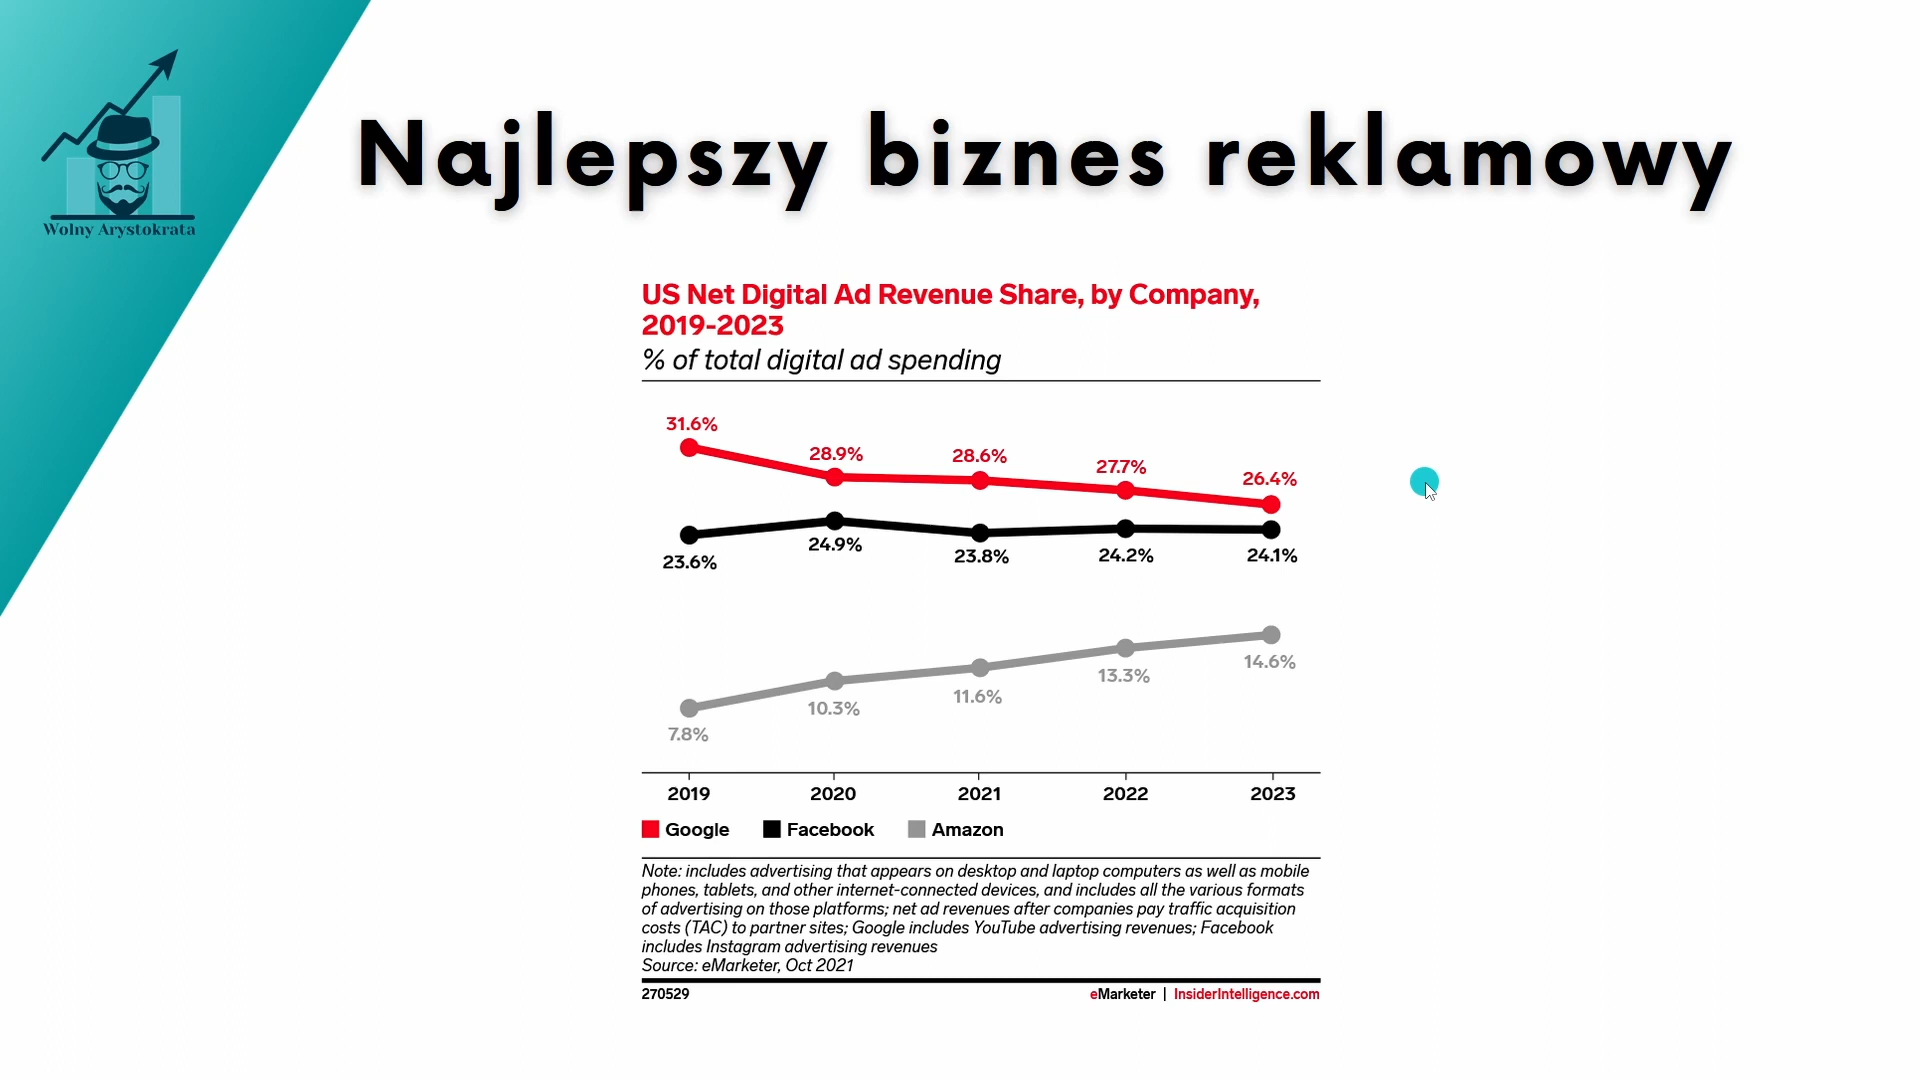 Wolny Arystokrata
Najlepszy biznes reklamowy
US Net Digital Ad Revenue Share, by Company,
2019-2023
% of total digital ad spending
31.6%
28.9%
28.6%
27.7%
26.4%
23.6%
24.9%
23.8%
24.2%
24.1%
7.8%
10.3%
11.6%
13.3%
14.6%
2019 2020 2021 2022 2023
Google Facebook Amazon
Note: includes advertising that appears on desktop and laptop computers as well as mobile
phones, tablets, and other internet-connected devices, and includes all the various formats
of advertising on those platforms; net ad revenues after companies pay traffic acquisition
costs (TAC) to partner sites; Google includes YouTube advertising revenues; Facebook
includes Instagram advertising revenues
Source: eMarketer, Oct 2021
270529 eMarketer | InsiderIntelligence.com